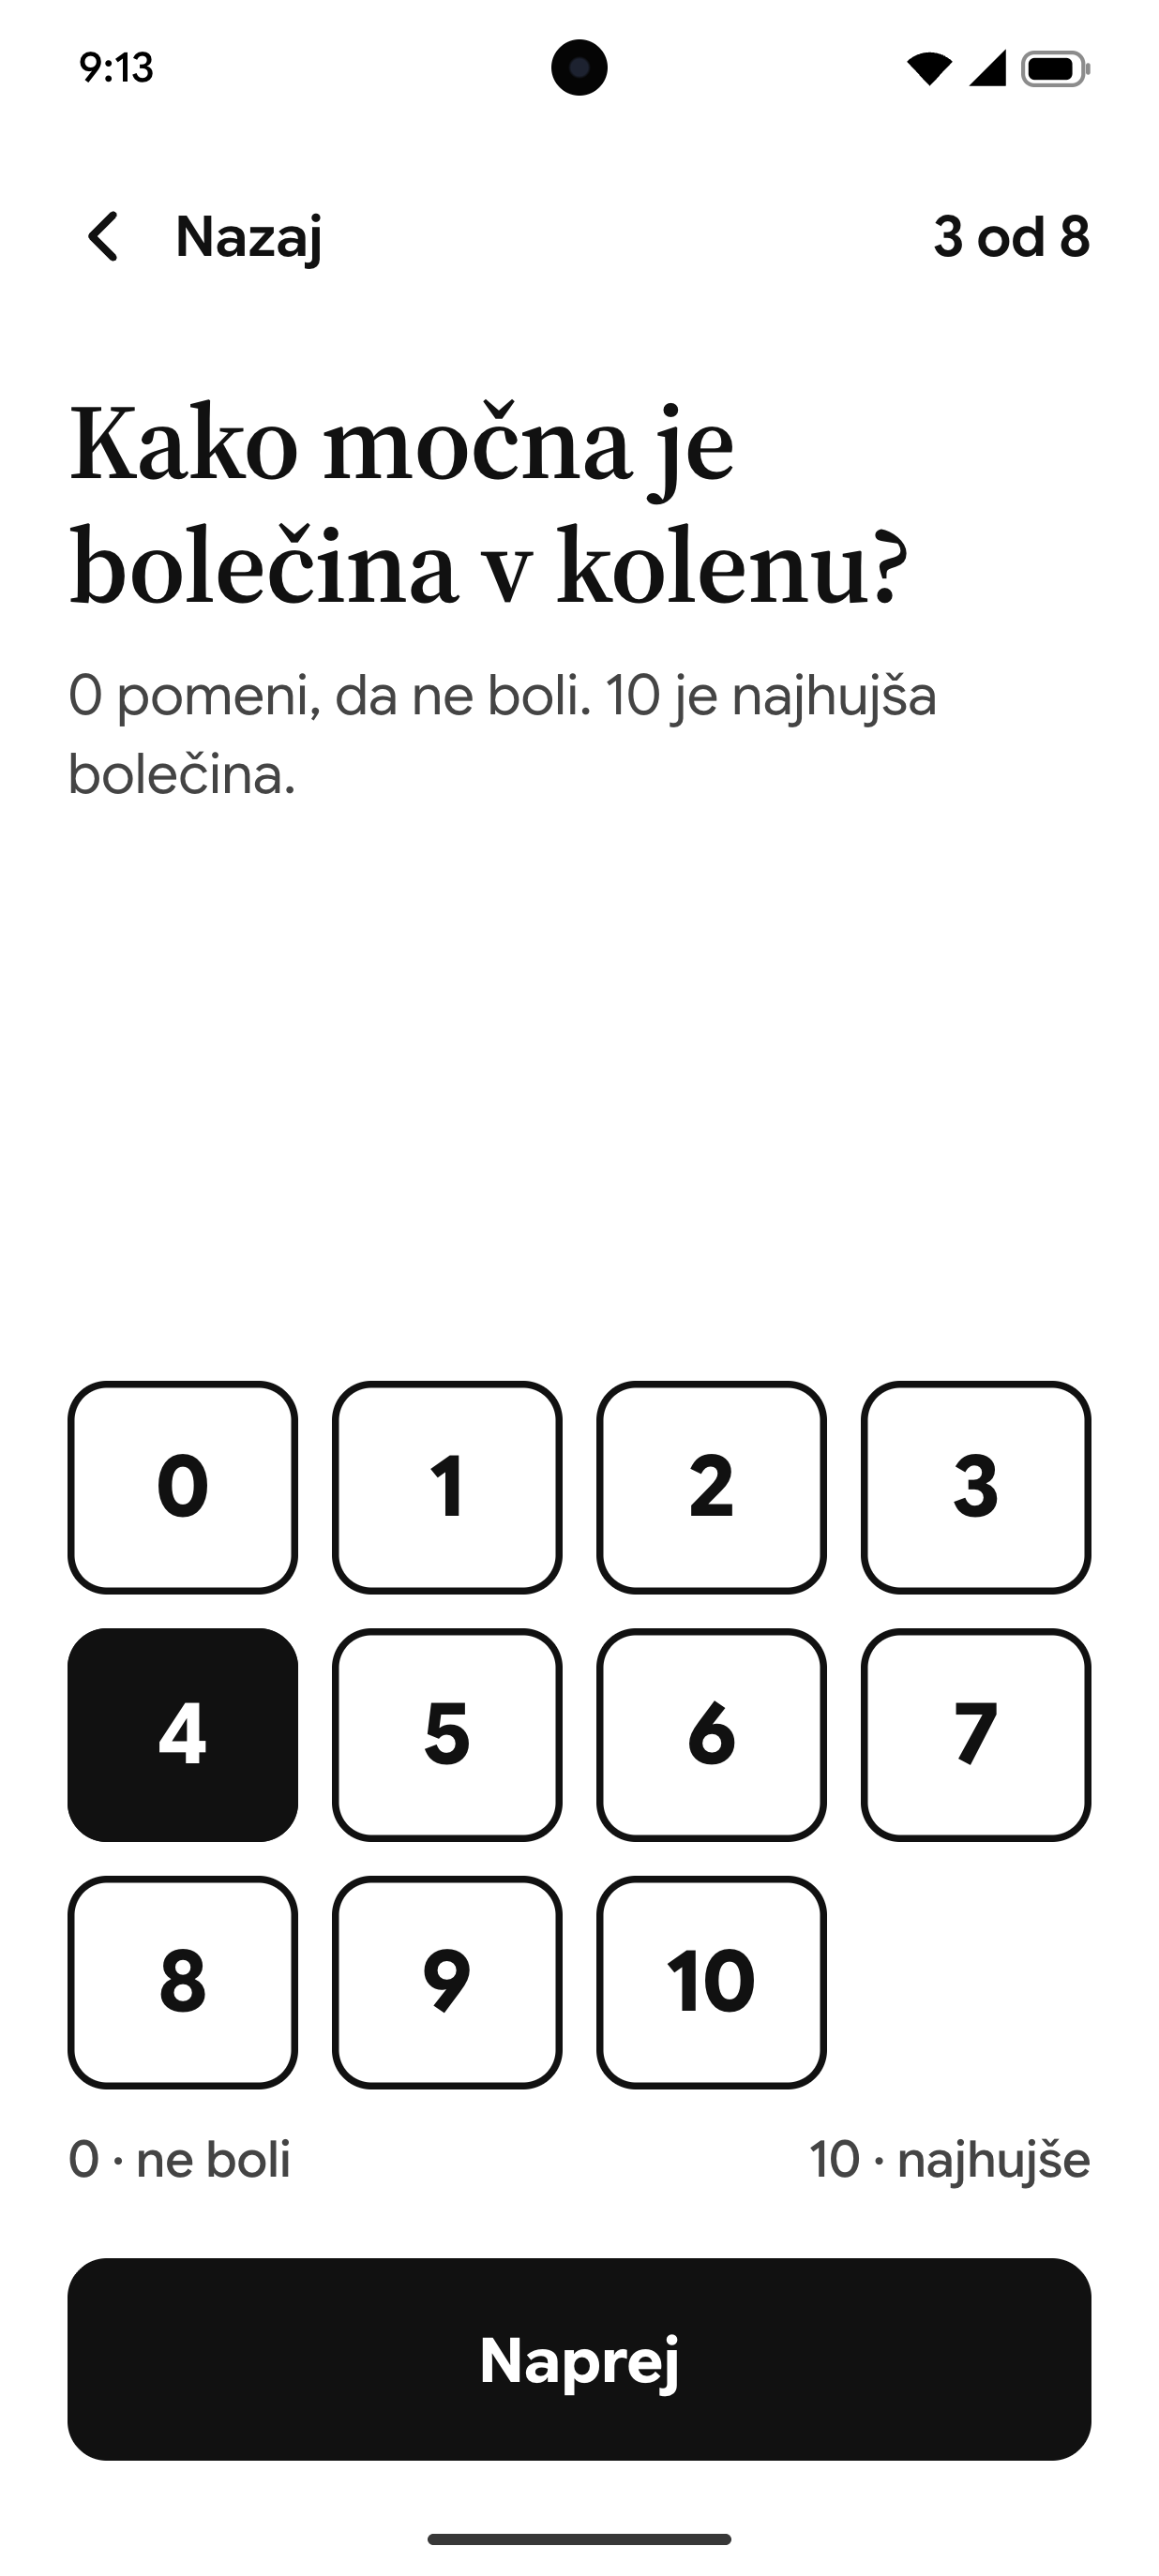 9:13
Nazaj
3 od 8
Kako močna je
bolečina v kolenu?
0 pomeni, da ne boli. 10 je najhujša
bolečina.
0 1 2 3
4 5 6 7
8 9 10
0 · ne boli
10 · najhujše
Naprej